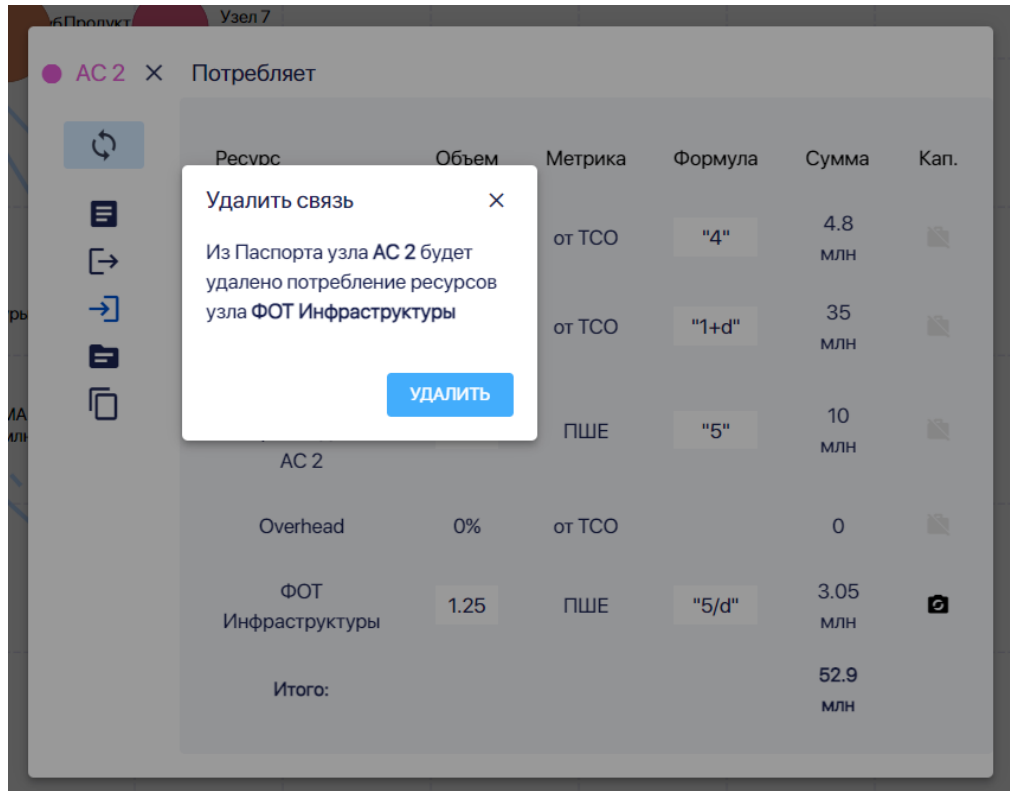 Узел 7
АС 2
Потребляет
Ресурс Объем Метрика Формула Сумма Кап.
Удалить связь
Из Паспорта узла АС 2 будет
удалено потребление ресурсов
узла ФОТ Инфраструктуры
УДАЛИТЬ
от ТСО "4" 4.8
млн
от ТСО "1+d" 35
млн
ПШЕ "5" 10
млн
АС 2
Overhead 0% от ТСО 0
ФОТ
Инфраструктуры 1.25 ПШЕ "5/d" 3.05
млн
Итого: 52.9
млн